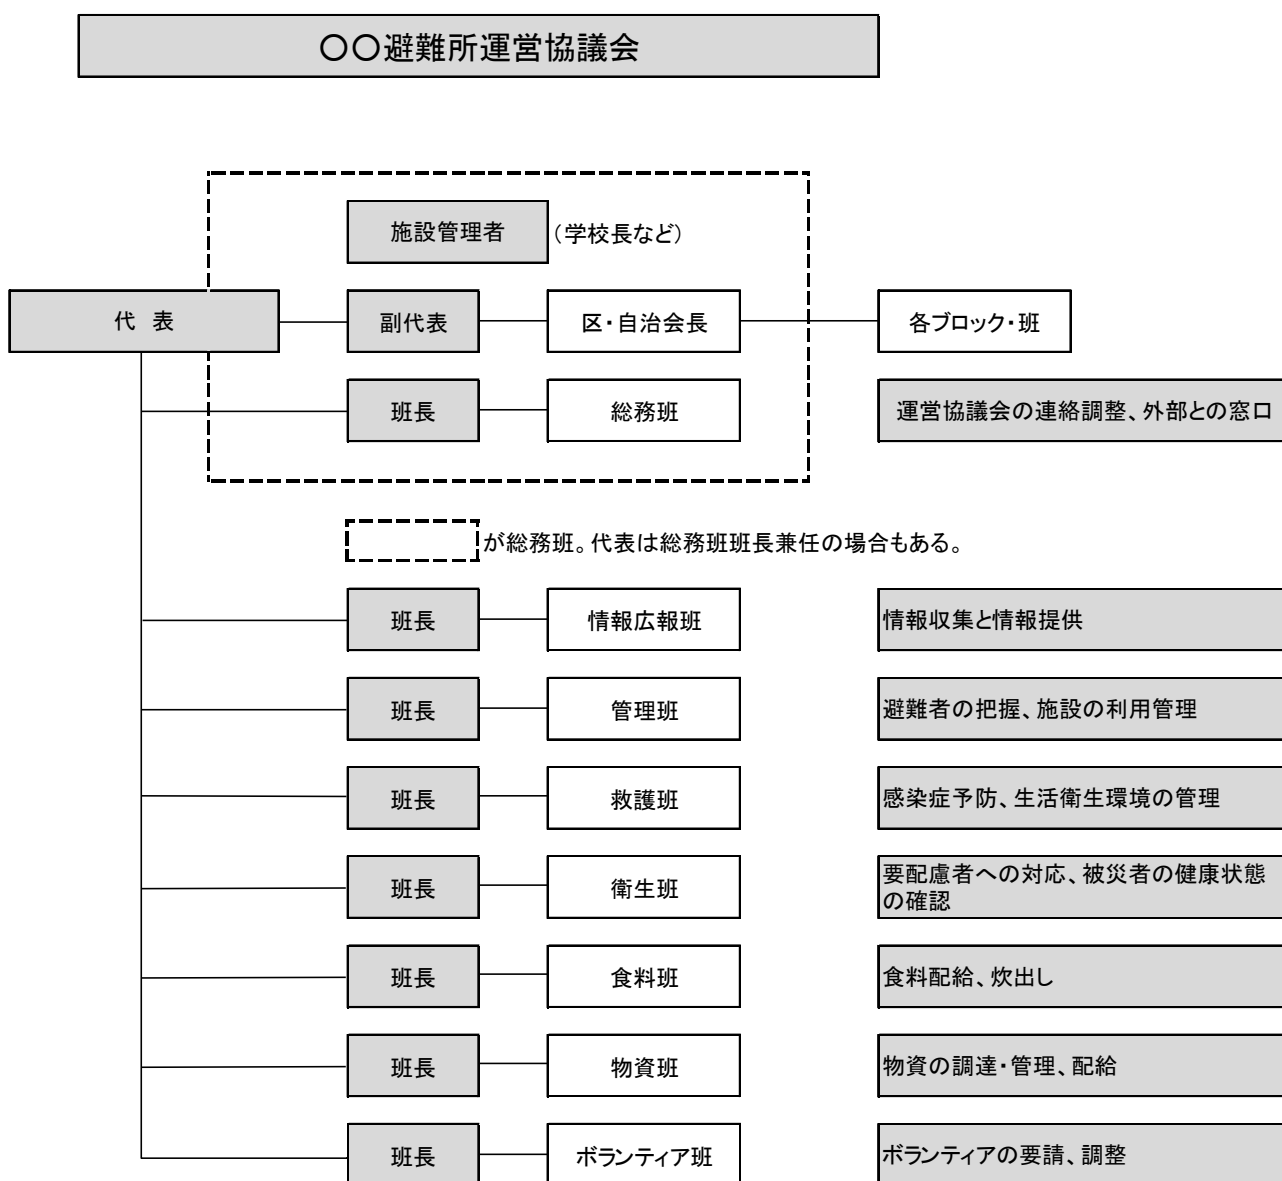 〇〇避難所運営協議会
施設管理者
(学校長など)
代 表
副代表
区・自治会長
各ブロック・班
班長
総務班
運営協議会の連絡調整、外部との窓口
が総務班。代表は総務班班長兼任の場合もある。
班長
情報広報班
情報収集と情報提供
班長
管理班
避難者の把握、施設の利用管理
班長
救護班
感染症予防、生活衛生環境の管理
班長
衛生班
要配慮者への対応、被災者の健康状態
の確認
班長
食料班
食料配給、炊出し
班長
物資班
物資の調達・管理、配給
班長
ボランティア班
ボランティアの要請、調整